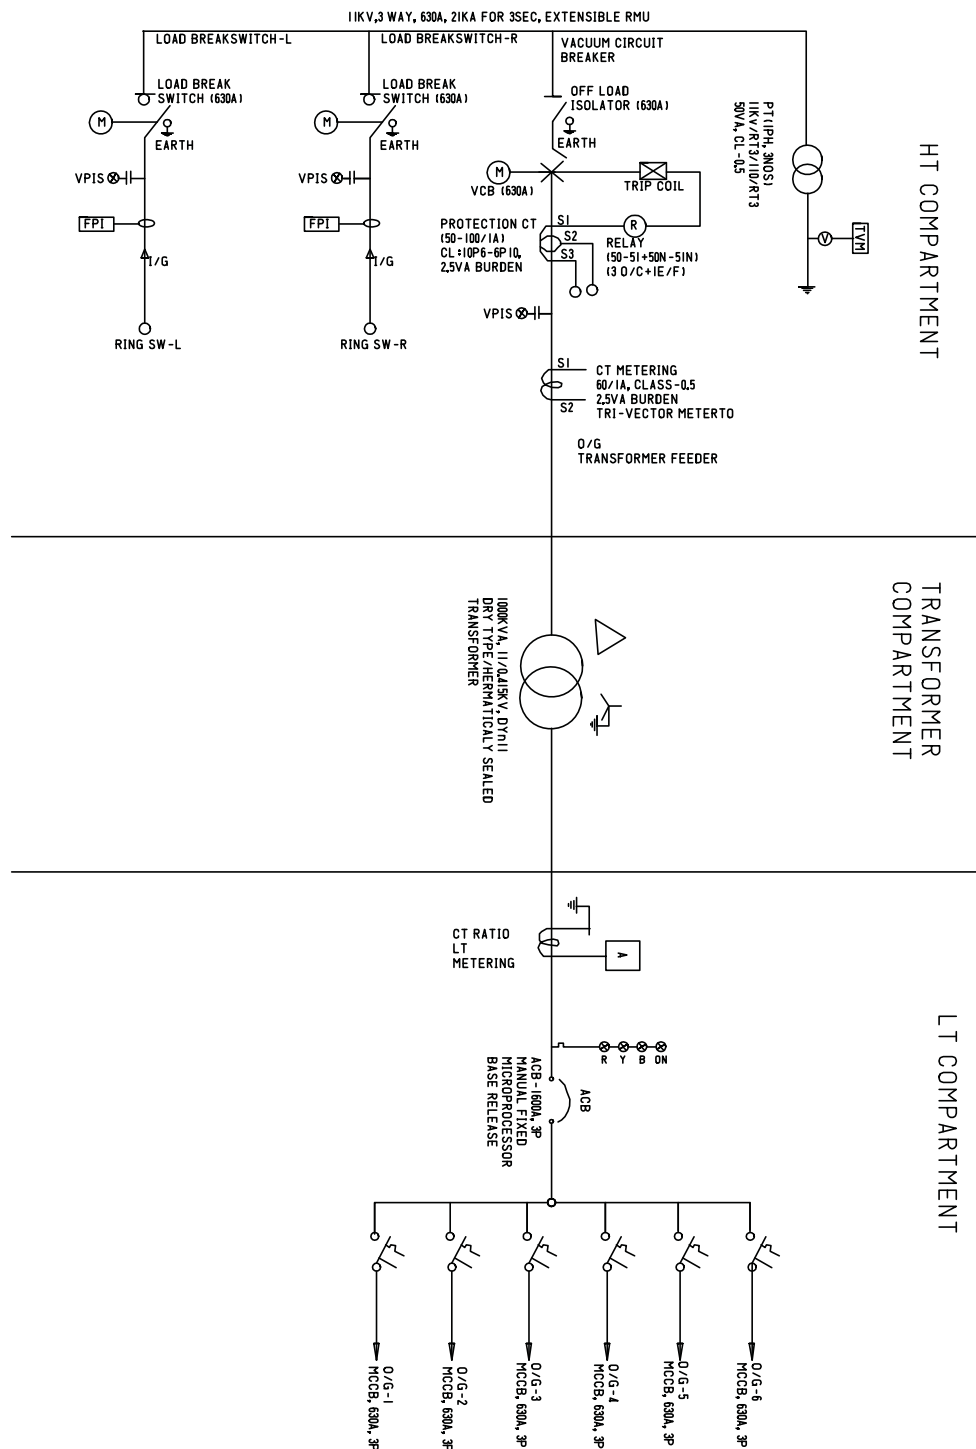 11KV,3 WAY, 630A, 21KA FOR 3SEC, EXTENSIBLE RMU
LOAD BREAKSWITCH-L
LOAD BREAKSWITCH-R
VACUUM CIRCUIT
BREAKER
LOAD BREAK
SWITCH (630A)
M
EARTH
VPIS
FPI
I/G
RING SW-L
LOAD BREAK
SWITCH (630A)
M
EARTH
VPIS
FPI
I/G
RING SW-R
OFF LOAD
ISOLATOR (630A)
EARTH
M
VCB (630A)
TRIP COIL
PROTECTION CT
(50-100/1A)
CL:10P6-6P10,
2.5VA BURDEN
S1
S2
S3
R
RELAY
(50-51+50N-51N)
(3 O/C+1E/F)
VPIS
S1
S2
CT METERING
60/1A, CLASS-0.5
2.5VA BURDEN
TRI-VECTOR METERTO
O/G
TRANSFORMER FEEDER
PT(1PH, 3NOS)
11Kv/RT3/110/RT3
50VA, CL-0.5
V
TVM
HT COMPARTMENT
1000KVA, 11/0.415KV, DYn11
DRY TYPE/HERMATICALY SEALED
TRANSFORMER
TRANSFORMER
COMPARTMENT
CT RATIO
LT
METERING
A
R Y B ON
ACB
ACB-1600A, 3P
MANUAL FIXED
MICROPROCESSOR
BASE RELEASE
LT COMPARTMENT
O/G-1
MCCB, 630A, 3P
O/G-2
MCCB, 630A, 3P
O/G-3
MCCB, 630A, 3P
O/G-4
MCCB, 630A, 3P
O/G-5
MCCB, 630A, 3P
O/G-6
MCCB, 630A, 3P